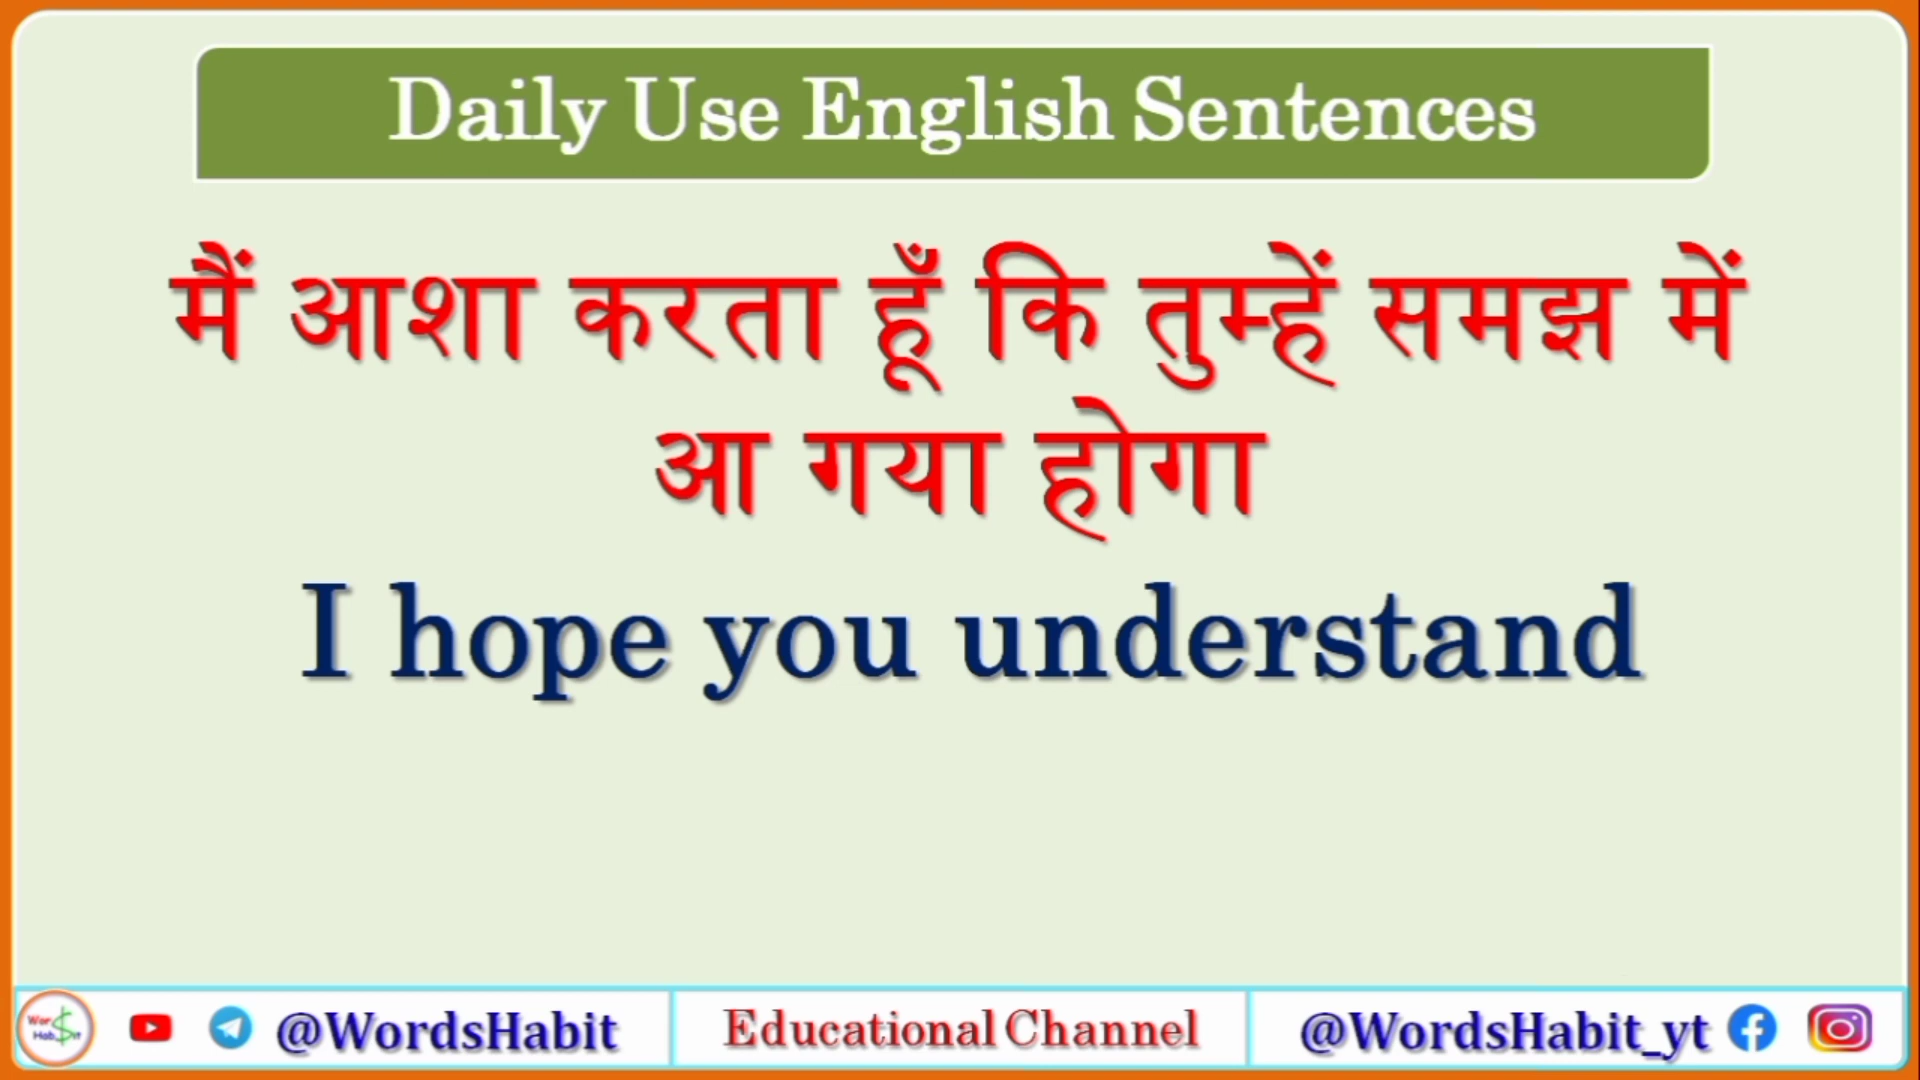 Daily Use English Sentences
मैं आशा करता हूँ कि तुम्हें समझ में
आ गया होगा
I hope you understand
@WordsHabit
Educational Channel
@WordsHabit_yt